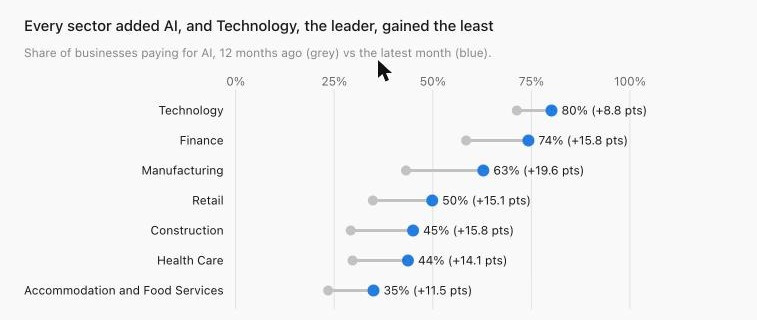 Every sector added AI, and Technology, the leader, gained the least
Share of businesses paying for AI, 12 months ago (grey) vs the latest month (blue).
0% 25% 50% 75% 100%
Technology 80% (+8.8 pts)
Finance 74% (+15.8 pts)
Manufacturing 63% (+19.6 pts)
Retail 50% (+15.1 pts)
Construction 45% (+15.8 pts)
Health Care 44% (+14.1 pts)
Accommodation and Food Services 35% (+11.5 pts)